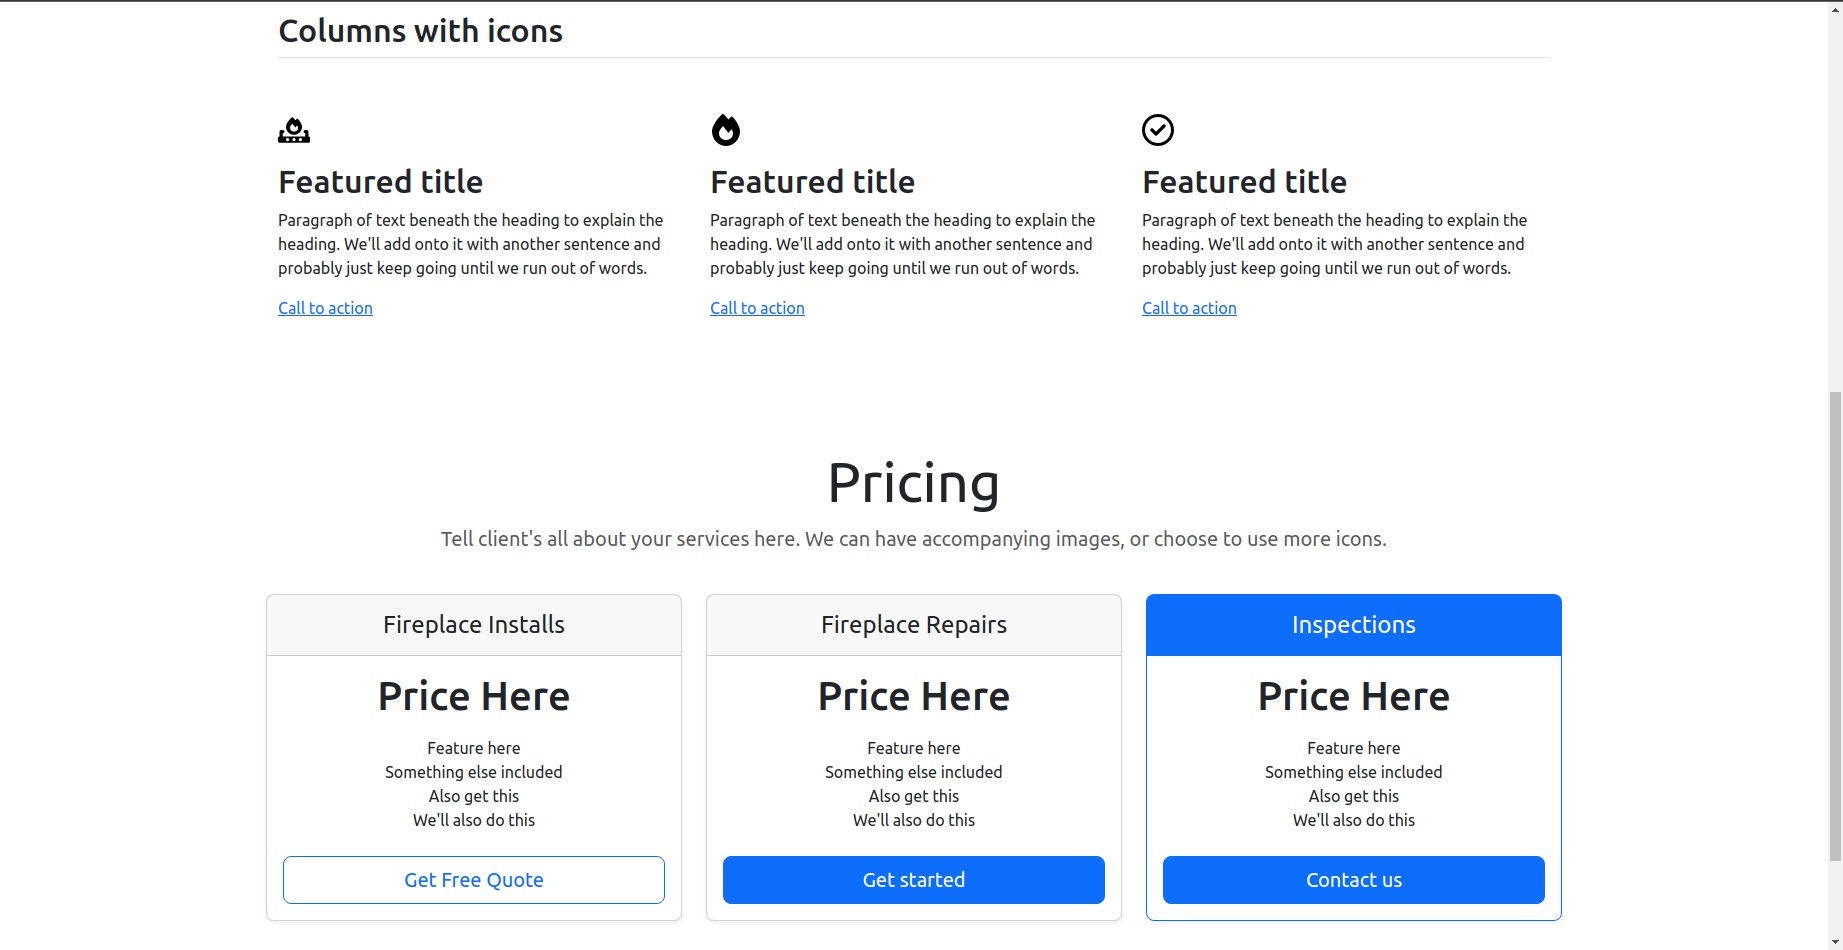 Columns with icons
Featured title
Paragraph of text beneath the heading to explain the
heading. We'll add onto it with another sentence and
probably just keep going until we run out of words.
Call to action
Featured title
Paragraph of text beneath the heading to explain the
heading. We'll add onto it with another sentence and
probably just keep going until we run out of words.
Call to action
Featured title
Paragraph of text beneath the heading to explain the
heading. We'll add onto it with another sentence and
probably just keep going until we run out of words.
Call to action
Pricing
Tell client's all about your services here. We can have accompanying images, or choose to use more icons.
Fireplace Installs
Price Here
Feature here
Something else included
Also get this
We'll also do this
Get Free Quote
Fireplace Repairs
Price Here
Feature here
Something else included
Also get this
We'll also do this
Get started
Inspections
Price Here
Feature here
Something else included
Also get this
We'll also do this
Contact us